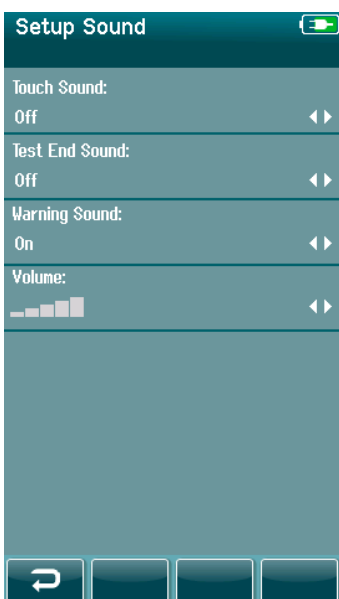 Setup Sound
Touch Sound:
Off
Test End Sound:
Off
Warning Sound:
On
Volume: